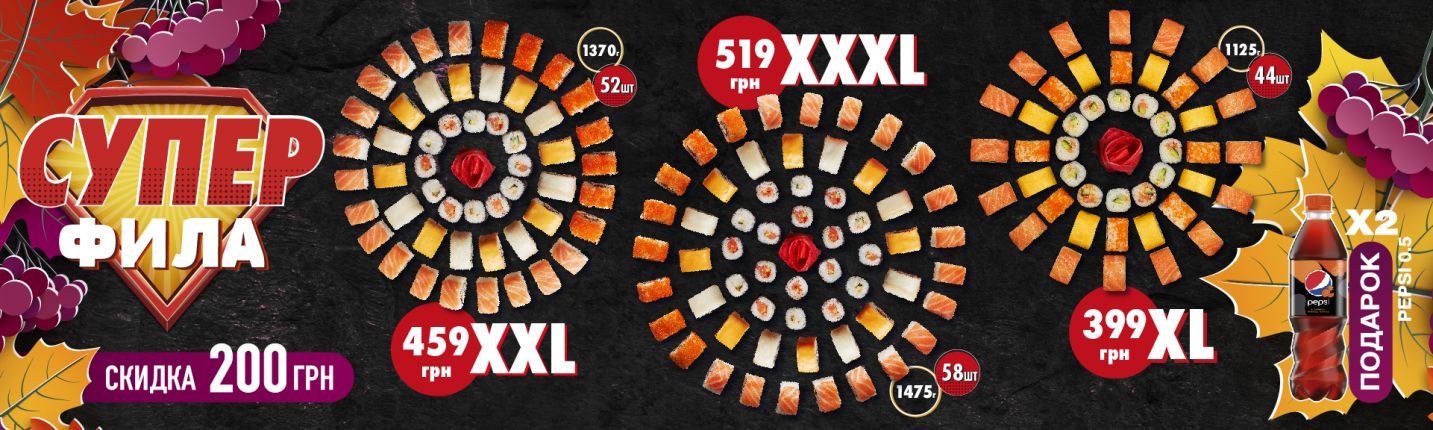 СУПЕР
ФИЛА
СКИДКА 200 ГРН
1370г
52шт
459
грн
XXL
519
грн
XXXL
1475г
58шт
1125г
44шт
399
грн
XL
X2
PEPSI 0.5
ПОДАРОК
pepsi